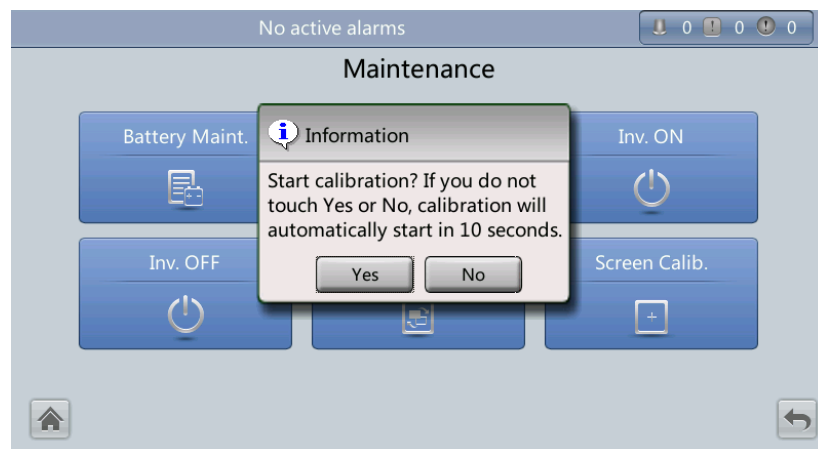 No active alarms
0 0 0
Maintenance
Battery Maint.
Information
Inv. ON
Start calibration? If you do not
touch Yes or No, calibration will
automatically start in 10 seconds.
Yes No
Inv. OFF
Screen Calib.